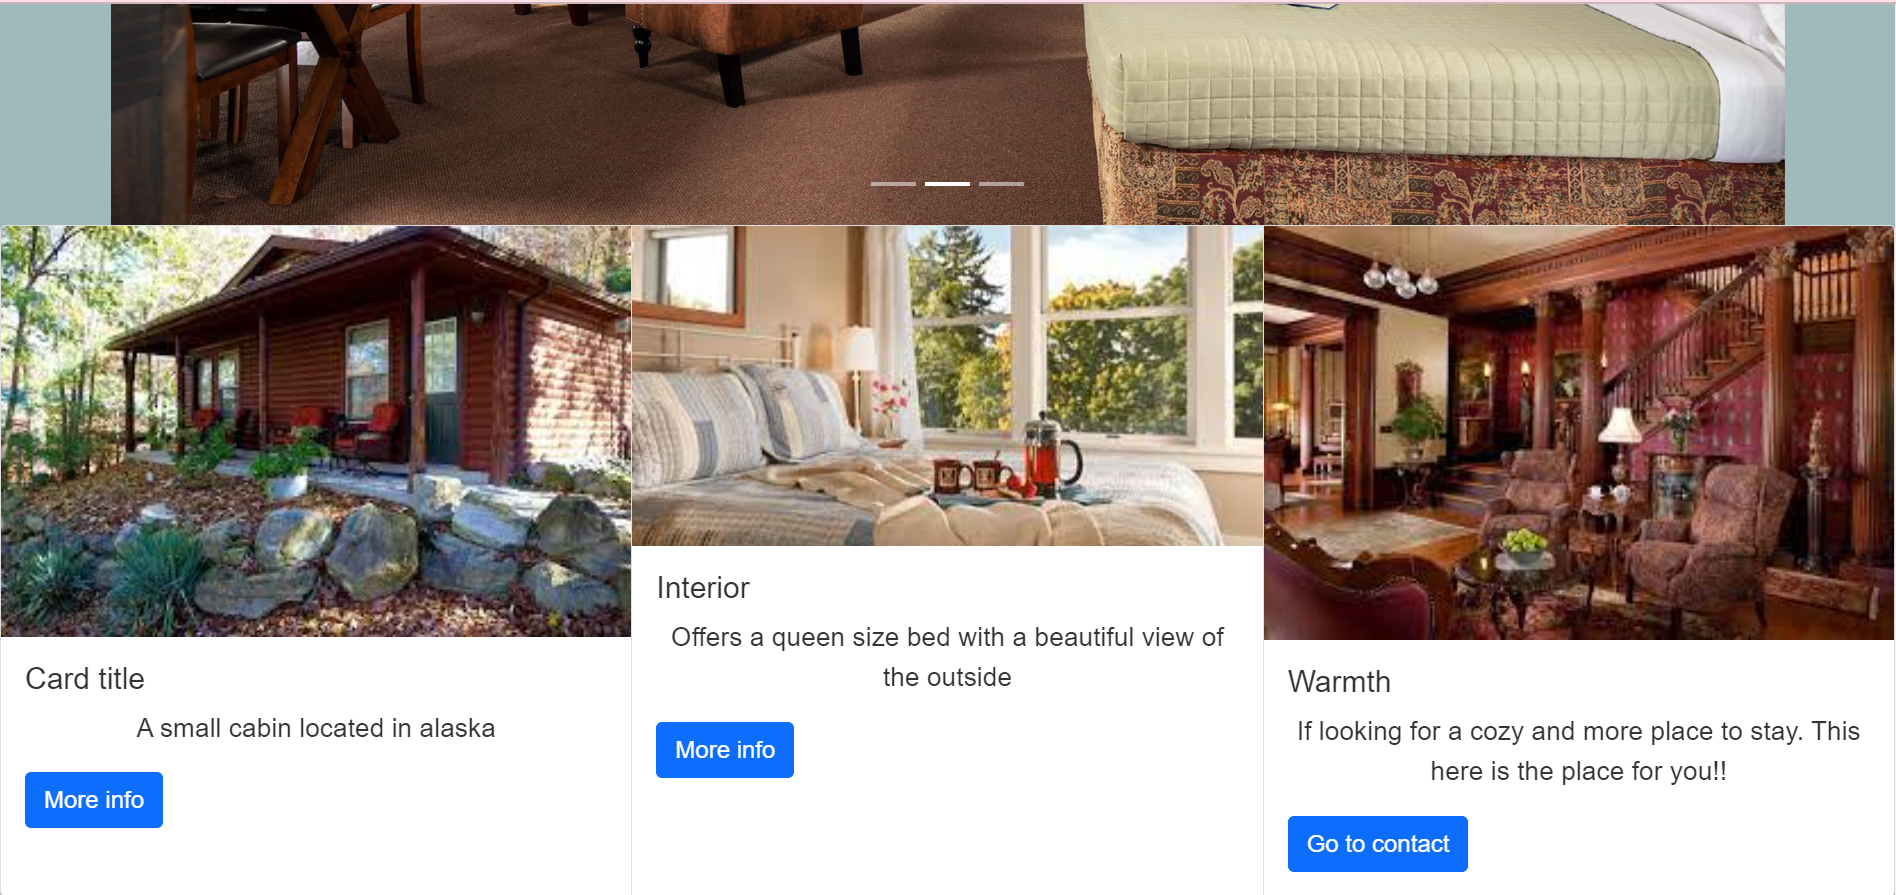 Card title
A small cabin located in alaska
More info
Interior
Offers a queen size bed with a beautiful view of
the outside
More info
Warmth
If looking for a cozy and more place to stay. This
here is the place for you!!
Go to contact